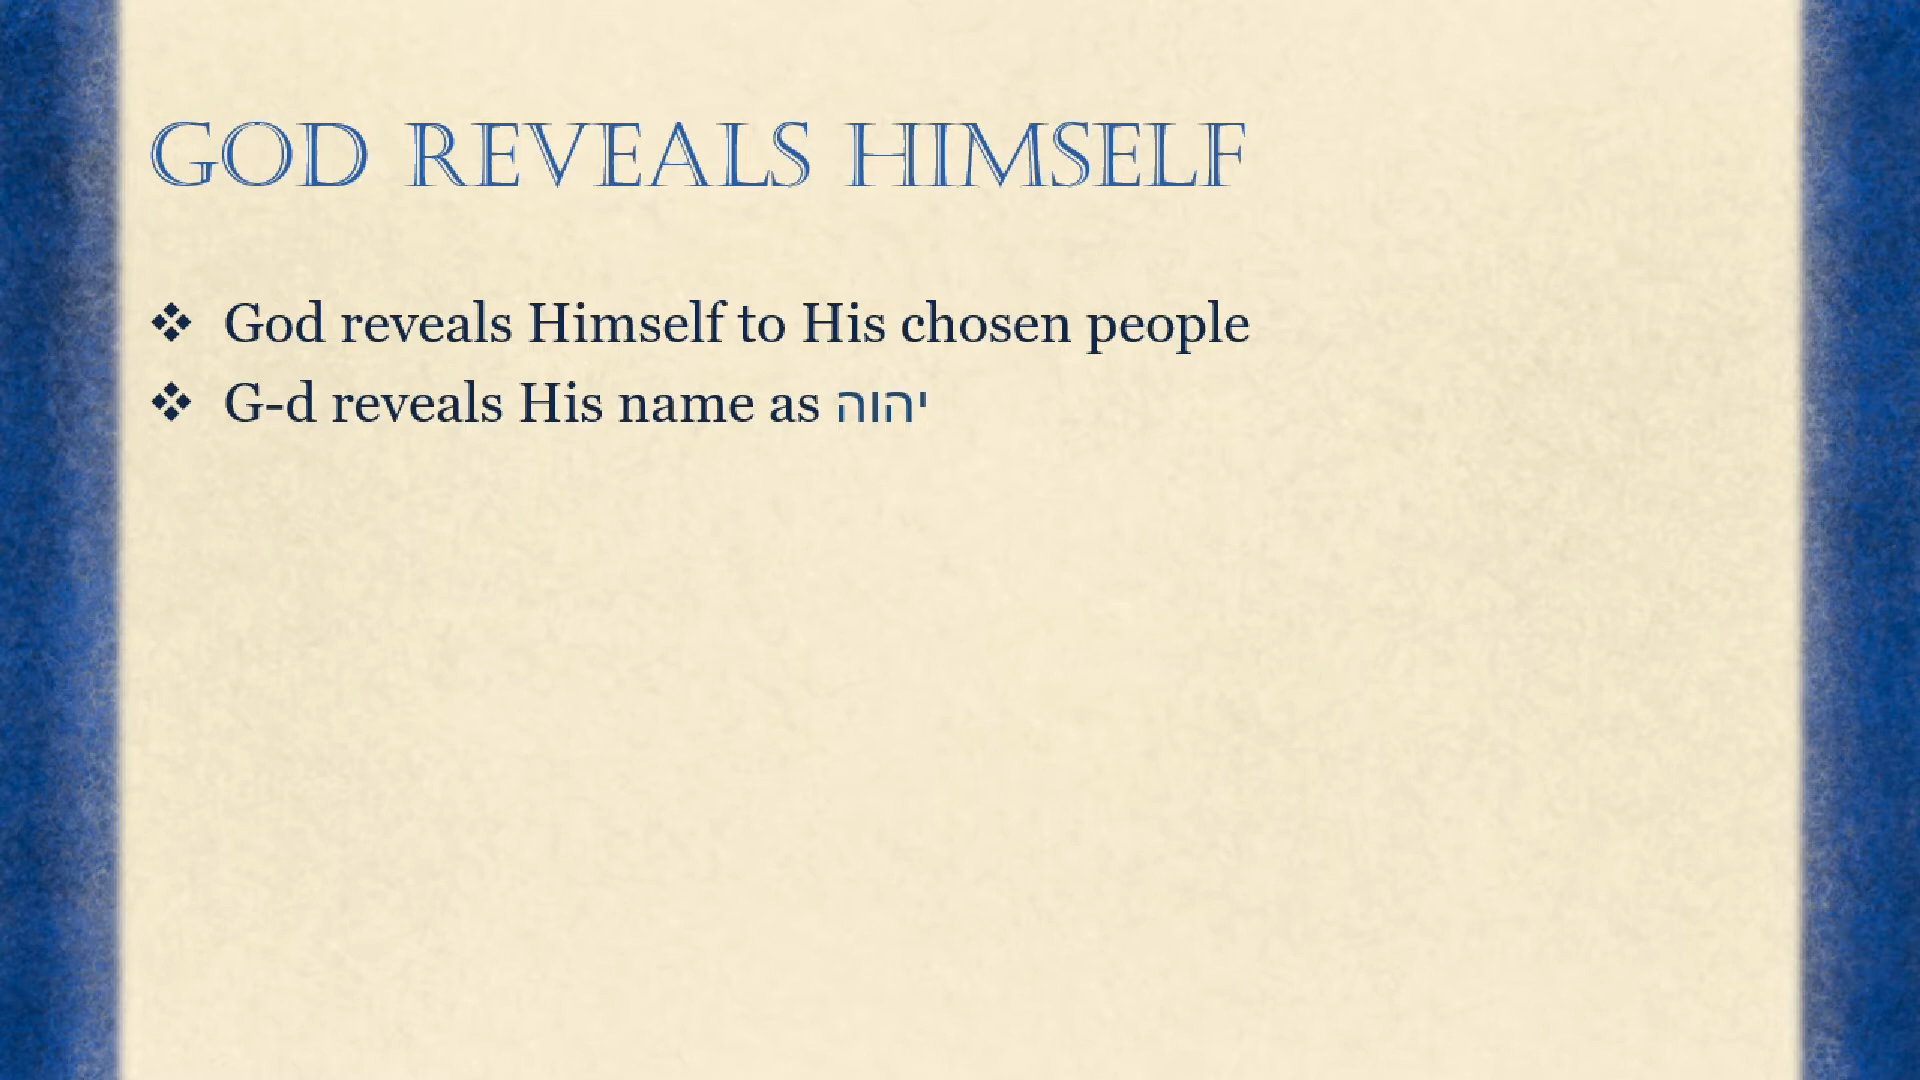 GOD REVEALS HIMSELF
❖ God reveals Himself to His chosen people
❖ G-d reveals His name as יהוה